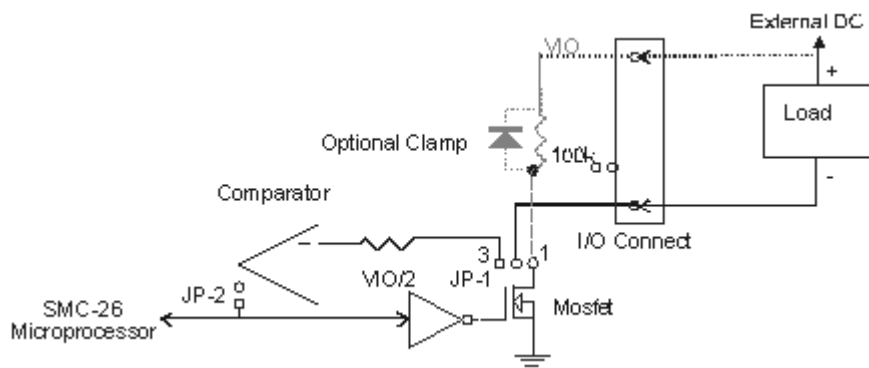 External DC
VIO
+
Load
Optional Clamp
100k
-
Comparator
I/O Connect
3
1
VIO/2
JP-1
JP-2
Mosfet
SMC-26
Microprocessor